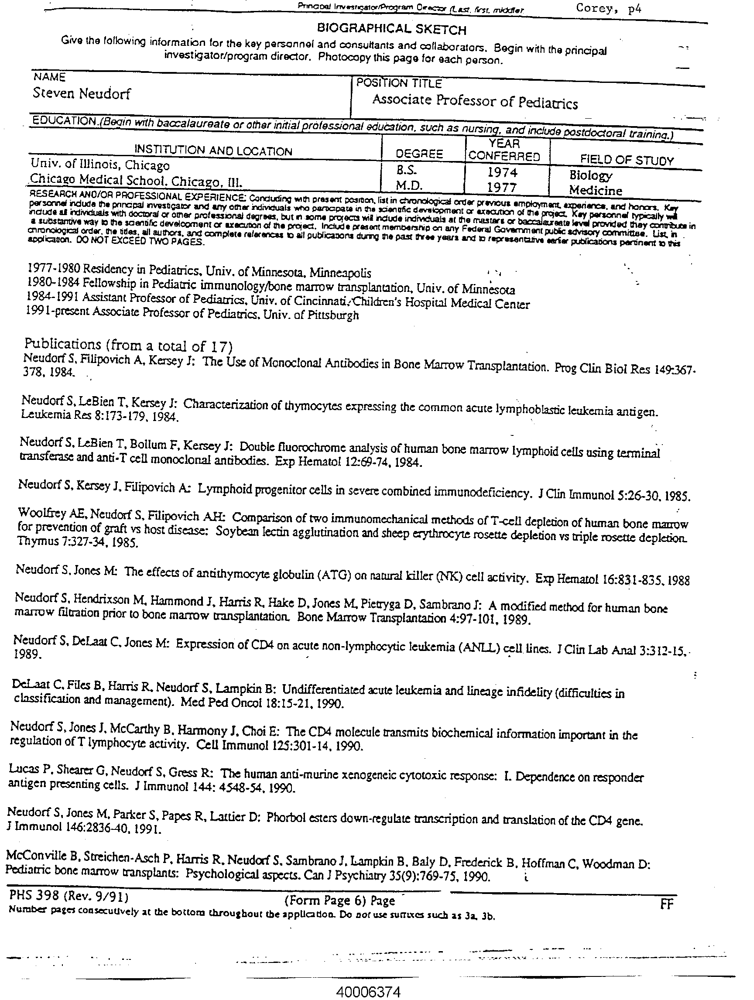 Principal Investigator/Program Director (Last, first, middle): Corey, p4
BIOGRAPHICAL SKETCH
Give the following information for the key personnel and consultants and collaborators. Begin with the principal
investigator/program director. Photocopy this page for each person.
NAME
Steven Neudorf
POSITION TITLE
Associate Professor of Pediatrics
EDUCATION (Begin with baccalaureate or other initial professional education, such as nursing, and include postdoctoral training.)
INSTITUTION AND LOCATION DEGREE YEAR CONFERRED FIELD OF STUDY
Univ. of Illinois, Chicago B.S. 1974 Biology
Chicago Medical School, Chicago, Ill. M.D. 1977 Medicine
RESEARCH AND/OR PROFESSIONAL EXPERIENCE: Concluding with present position, list in chronological order previous employment, experience, and honors. Key
personnel include the principal investigator and any other individuals who participate in the scientific development or execution of the project. Key personnel typically will
include all individuals with doctoral or other professional degrees, but in some projects will include individuals at the masters or baccalaureate level provided they contribute in
a substantive way to the scientific development or execution of the project. Include present membership on any Federal Government public advisory committee. List, in
chronological order, the titles, all authors, and complete references to all publications during the past three years and to representative earlier publications pertinent to this
application. DO NOT EXCEED TWO PAGES.
1977-1980 Residency in Pediatrics, Univ. of Minnesota, Minneapolis
1980-1984 Fellowship in Pediatric immunology/bone marrow transplantation, Univ. of Minnesota
1984-1991 Assistant Professor of Pediatrics, Univ. of Cincinnati/Children's Hospital Medical Center
1991-present Associate Professor of Pediatrics, Univ. of Pittsburgh
Publications (from a total of 17)
Neudorf S, Filipovich A, Kersey J: The Use of Monoclonal Antibodies in Bone Marrow Transplantation. Prog Clin Biol Res 149:367-
378, 1984.
Neudorf S, LeBien T, Kersey J: Characterization of thymocytes expressing the common acute lymphoblastic leukemia antigen.
Leukemia Res 8:173-179, 1984.
Neudorf S, LeBien T, Bollum F, Kersey J: Double fluorochrome analysis of human bone marrow lymphoid cells using terminal
transferase and anti-T cell monoclonal antibodies. Exp Hematol 12:69-74, 1984.
Neudorf S, Kersey J, Filipovich A: Lymphoid progenitor cells in severe combined immunodeficiency. J Clin Immunol 5:26-30, 1985.
Woolfrey AE, Neudorf S, Filipovich AH: Comparison of two immunomechanical methods of T-cell depletion of human bone marrow
for prevention of graft vs host disease: Soybean lectin agglutination and sheep erythrocyte rosette depletion vs triple rosette depletion.
Thymus 7:327-34, 1985.
Neudorf S, Jones M: The effects of antithymocyte globulin (ATG) on natural killer (NK) cell activity. Exp Hematol 16:831-835, 1988
Neudorf S, Hendrixson M, Hammond J, Harris R, Hake D, Jones M, Pietryga D, Sambrano J: A modified method for human bone
marrow filtration prior to bone marrow transplantation. Bone Marrow Transplantation 4:97-101, 1989.
Neudorf S, DeLaat C, Jones M: Expression of CD4 on acute non-lymphocytic leukemia (ANLL) cell lines. J Clin Lab Anal 3:312-15,
1989.
DeLaat C, Files B, Harris R, Neudorf S, Lampkin B: Undifferentiated acute leukemia and lineage infidelity (difficulties in
classification and management). Med Ped Oncol 18:15-21, 1990.
Neudorf S, Jones J, McCarthy B, Harmony J, Choi E: The CD4 molecule transmits biochemical information important in the
regulation of T lymphocyte activity. Cell Immunol 125:301-14, 1990.
Lucas P, Shearer G, Neudorf S, Gress R: The human anti-murine xenogeneic cytotoxic response: I. Dependence on responder
antigen presenting cells. J Immunol 144: 4548-54, 1990.
Neudorf S, Jones M, Parker S, Papes R, Lattier D: Phorbol esters down-regulate transcription and translation of the CD4 gene.
J Immunol 146:2836-40, 1991.
McConville B, Streichen-Asch P, Harris R, Neudorf S, Sambrano J, Lampkin B, Baly D, Frederick B, Hoffman C, Woodman D:
Pediatric bone marrow transplants: Psychological aspects. Can J Psychiatry 35(9):769-75, 1990.
PHS 398 (Rev. 9/91) (Form Page 6) Page FF
Number pages consecutively at the bottom throughout the application. Do not use suffixes such as 3a, 3b.
40006374